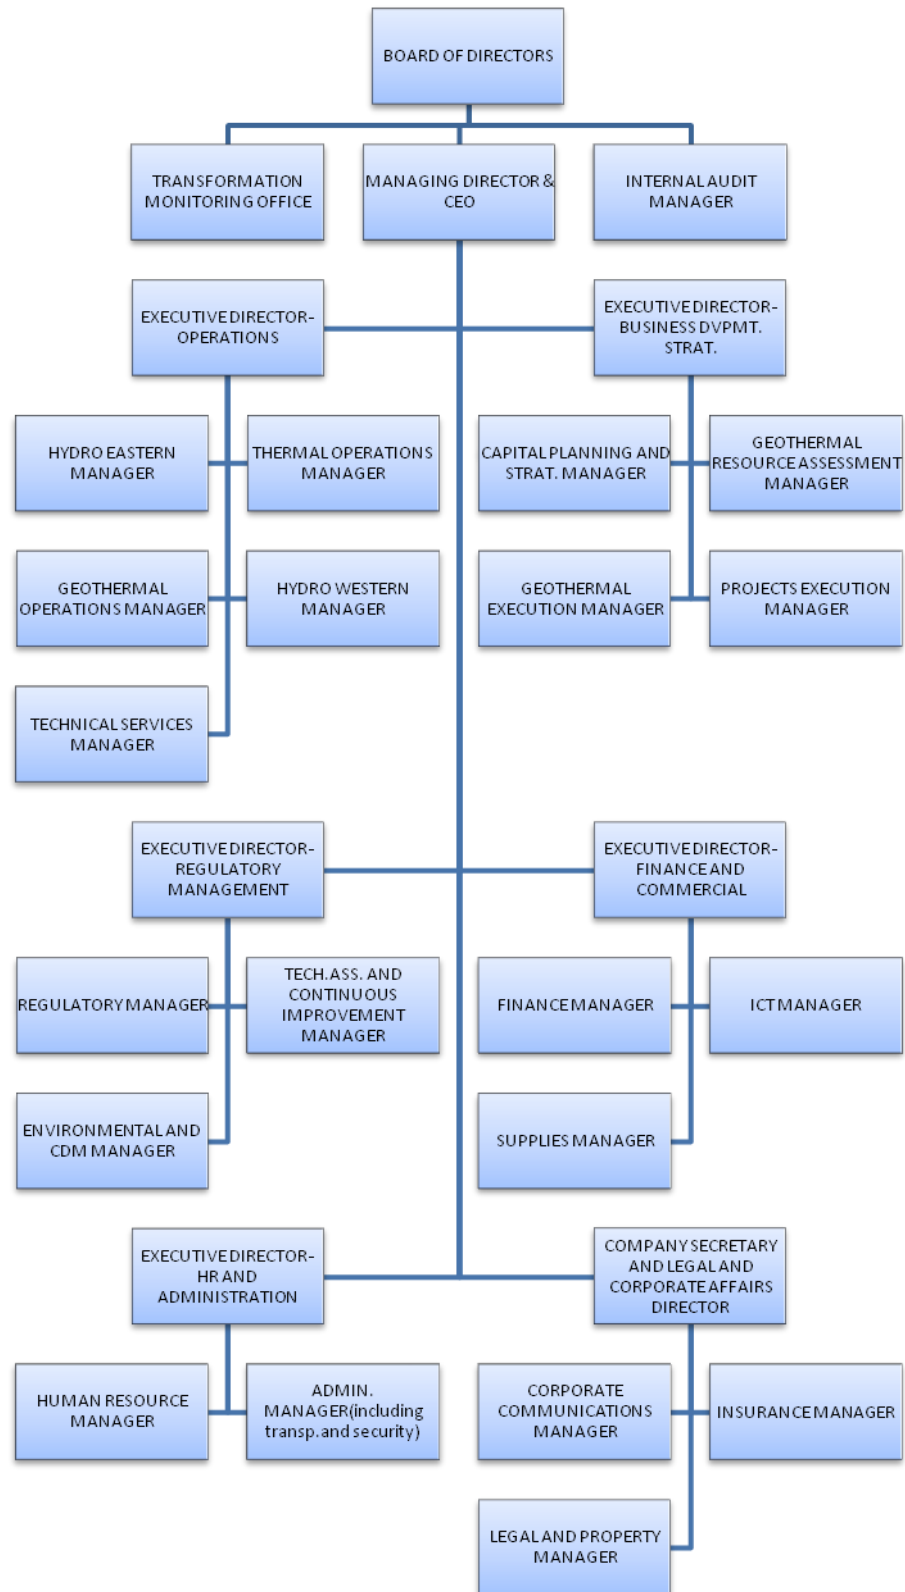 BOARD OF DIRECTORS
TRANSFORMATION
MONITORING OFFICE
MANAGING DIRECTOR &
CEO
INTERNAL AUDIT
MANAGER
EXECUTIVE DIRECTOR-
OPERATIONS
EXECUTIVE DIRECTOR-
BUSINESS DVPMT.
STRAT.
HYDRO EASTERN
MANAGER
THERMAL OPERATIONS
MANAGER
CAPITAL PLANNING AND
STRAT. MANAGER
GEOTHERMAL
RESOURCE ASSESSMENT
MANAGER
GEOTHERMAL
OPERATIONS MANAGER
HYDRO WESTERN
MANAGER
GEOTHERMAL
EXECUTION MANAGER
PROJECTS EXECUTION
MANAGER
TECHNICAL SERVICES
MANAGER
EXECUTIVE DIRECTOR-
REGULATORY
MANAGEMENT
EXECUTIVE DIRECTOR-
FINANCE AND
COMMERCIAL
REGULATORY MANAGER
TECH. ASS. AND
CONTINUOUS
IMPROVEMENT
MANAGER
FINANCE MANAGER
ICT MANAGER
ENVIRONMENTAL AND
CDM MANAGER
SUPPLIES MANAGER
EXECUTIVE DIRECTOR-
HR AND
ADMINISTRATION
COMPANY SECRETARY
AND LEGAL AND
CORPORATE AFFAIRS
DIRECTOR
HUMAN RESOURCE
MANAGER
ADMIN.
MANAGER(including
transp. and security)
CORPORATE
COMMUNICATIONS
MANAGER
INSURANCE MANAGER
LEGAL AND PROPERTY
MANAGER